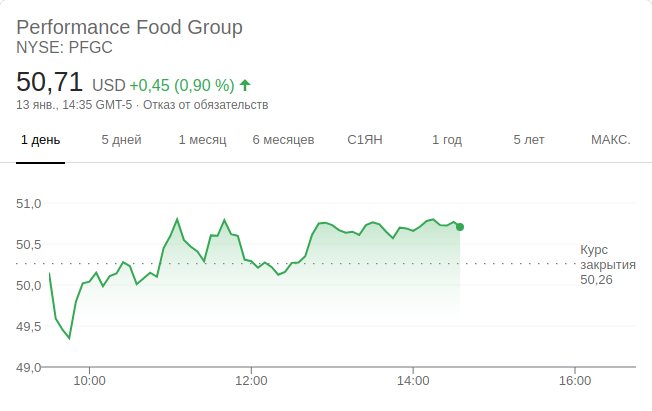 Performance Food Group
NYSE: PFGC
50,71 USD +0,45 (0,90 %)
13 янв., 14:35 GMT-5 · Отказ от обязательств
1 день 5 дней 1 месяц 6 месяцев С1ЯН 1 год 5 лет МАКС.
51,0
50,5
Курс
закрытия
50,26
50,0
49,5
49,0
10:00 12:00 14:00 16:00